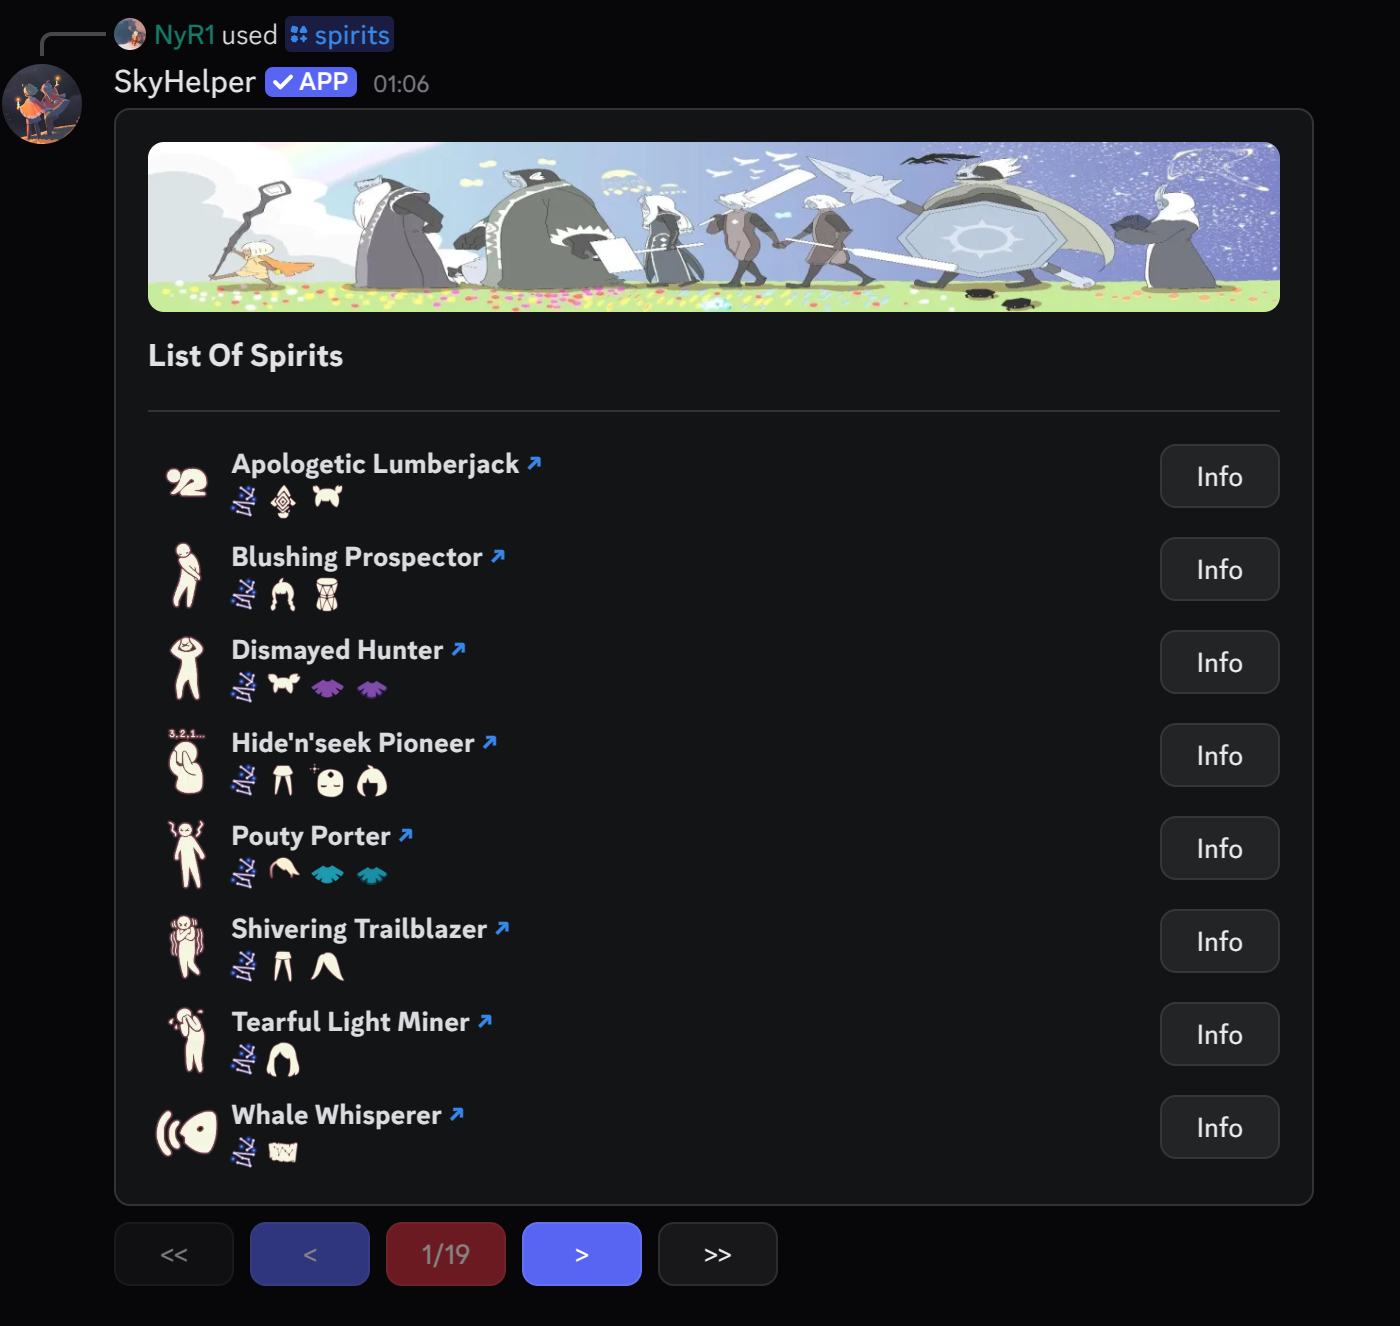 NyR1 used spirits
SkyHelper APP 01:06
List Of Spirits
Apologetic Lumberjack
Info
Blushing Prospector
Info
Dismayed Hunter
Info
3,2,1...
Hide'n'seek Pioneer
Info
Pouty Porter
Info
Shivering Trailblazer
Info
Tearful Light Miner
Info
Whale Whisperer
Info
<< < 1/19 > >>